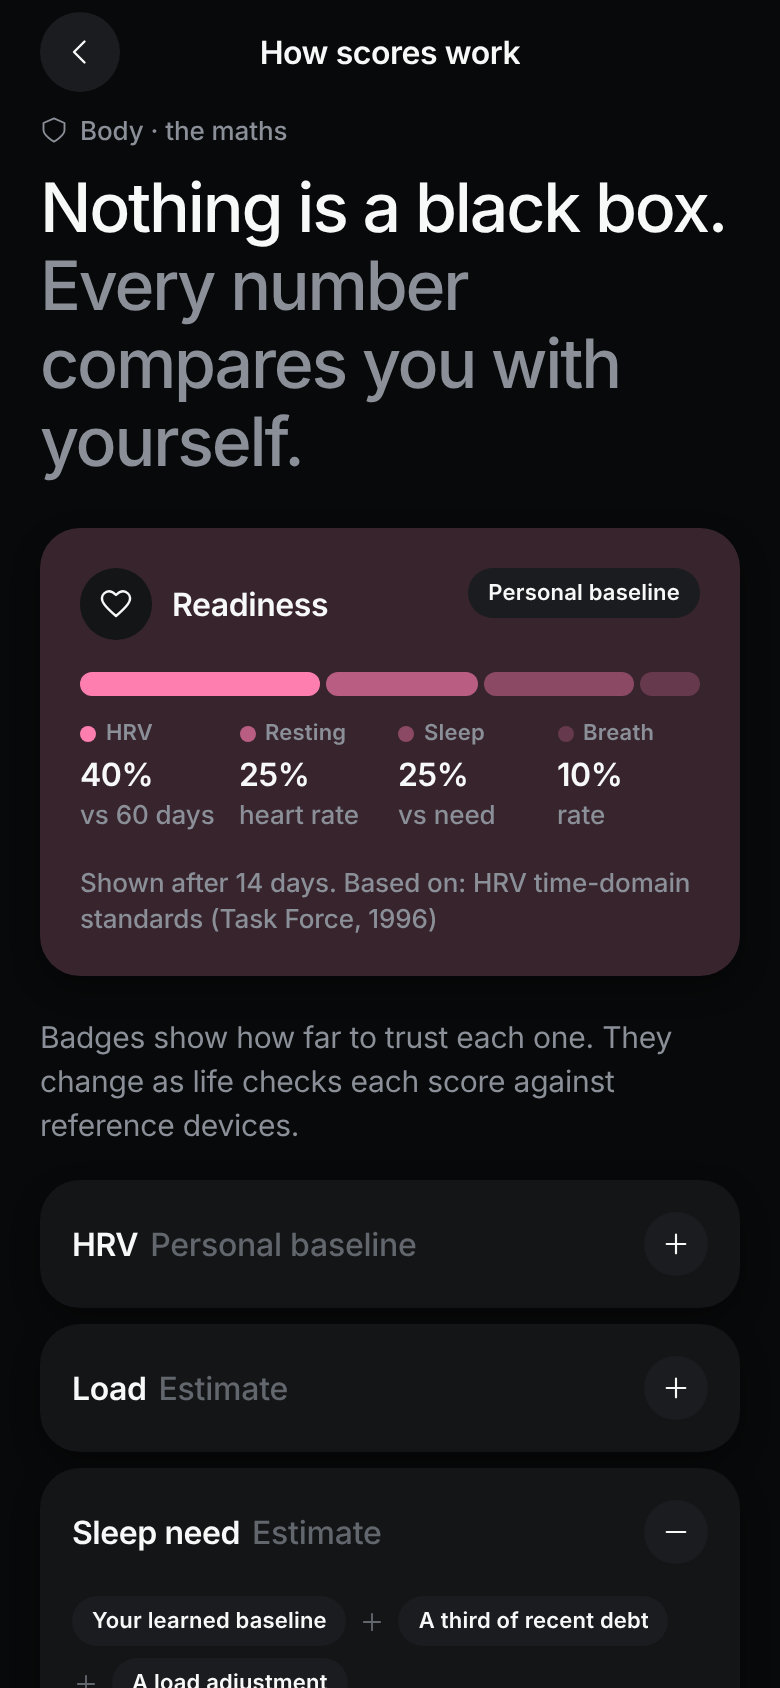 How scores work
Body · the maths
Nothing is a black box.
Every number
compares you with
yourself.
Readiness
Personal baseline
HRV
40%
vs 60 days
Resting
25%
heart rate
Sleep
25%
vs need
Breath
10%
rate
Shown after 14 days. Based on: HRV time-domain
standards (Task Force, 1996)
Badges show how far to trust each one. They
change as life checks each score against
reference devices.
HRV Personal baseline
Load Estimate
Sleep need Estimate
Your learned baseline + A third of recent debt
+ A load adjustment